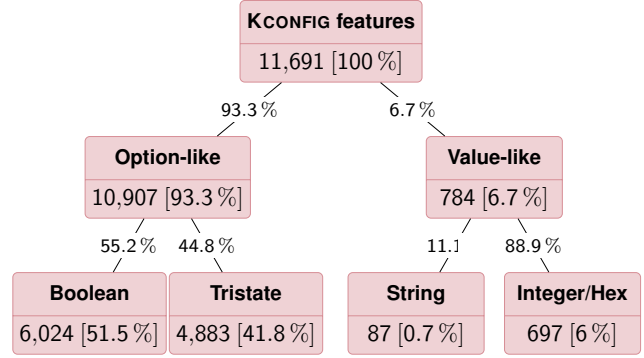 KCONFIG features
11,691 [100 %]
93.3 % 6.7 %
Option-like Value-like
10,907 [93.3 %] 784 [6.7 %]
55.2 % 44.8 % 11.1 88.9 %
Boolean Tristate String Integer/Hex
6,024 [51.5 %] 4,883 [41.8 %] 87 [0.7 %] 697 [6 %]